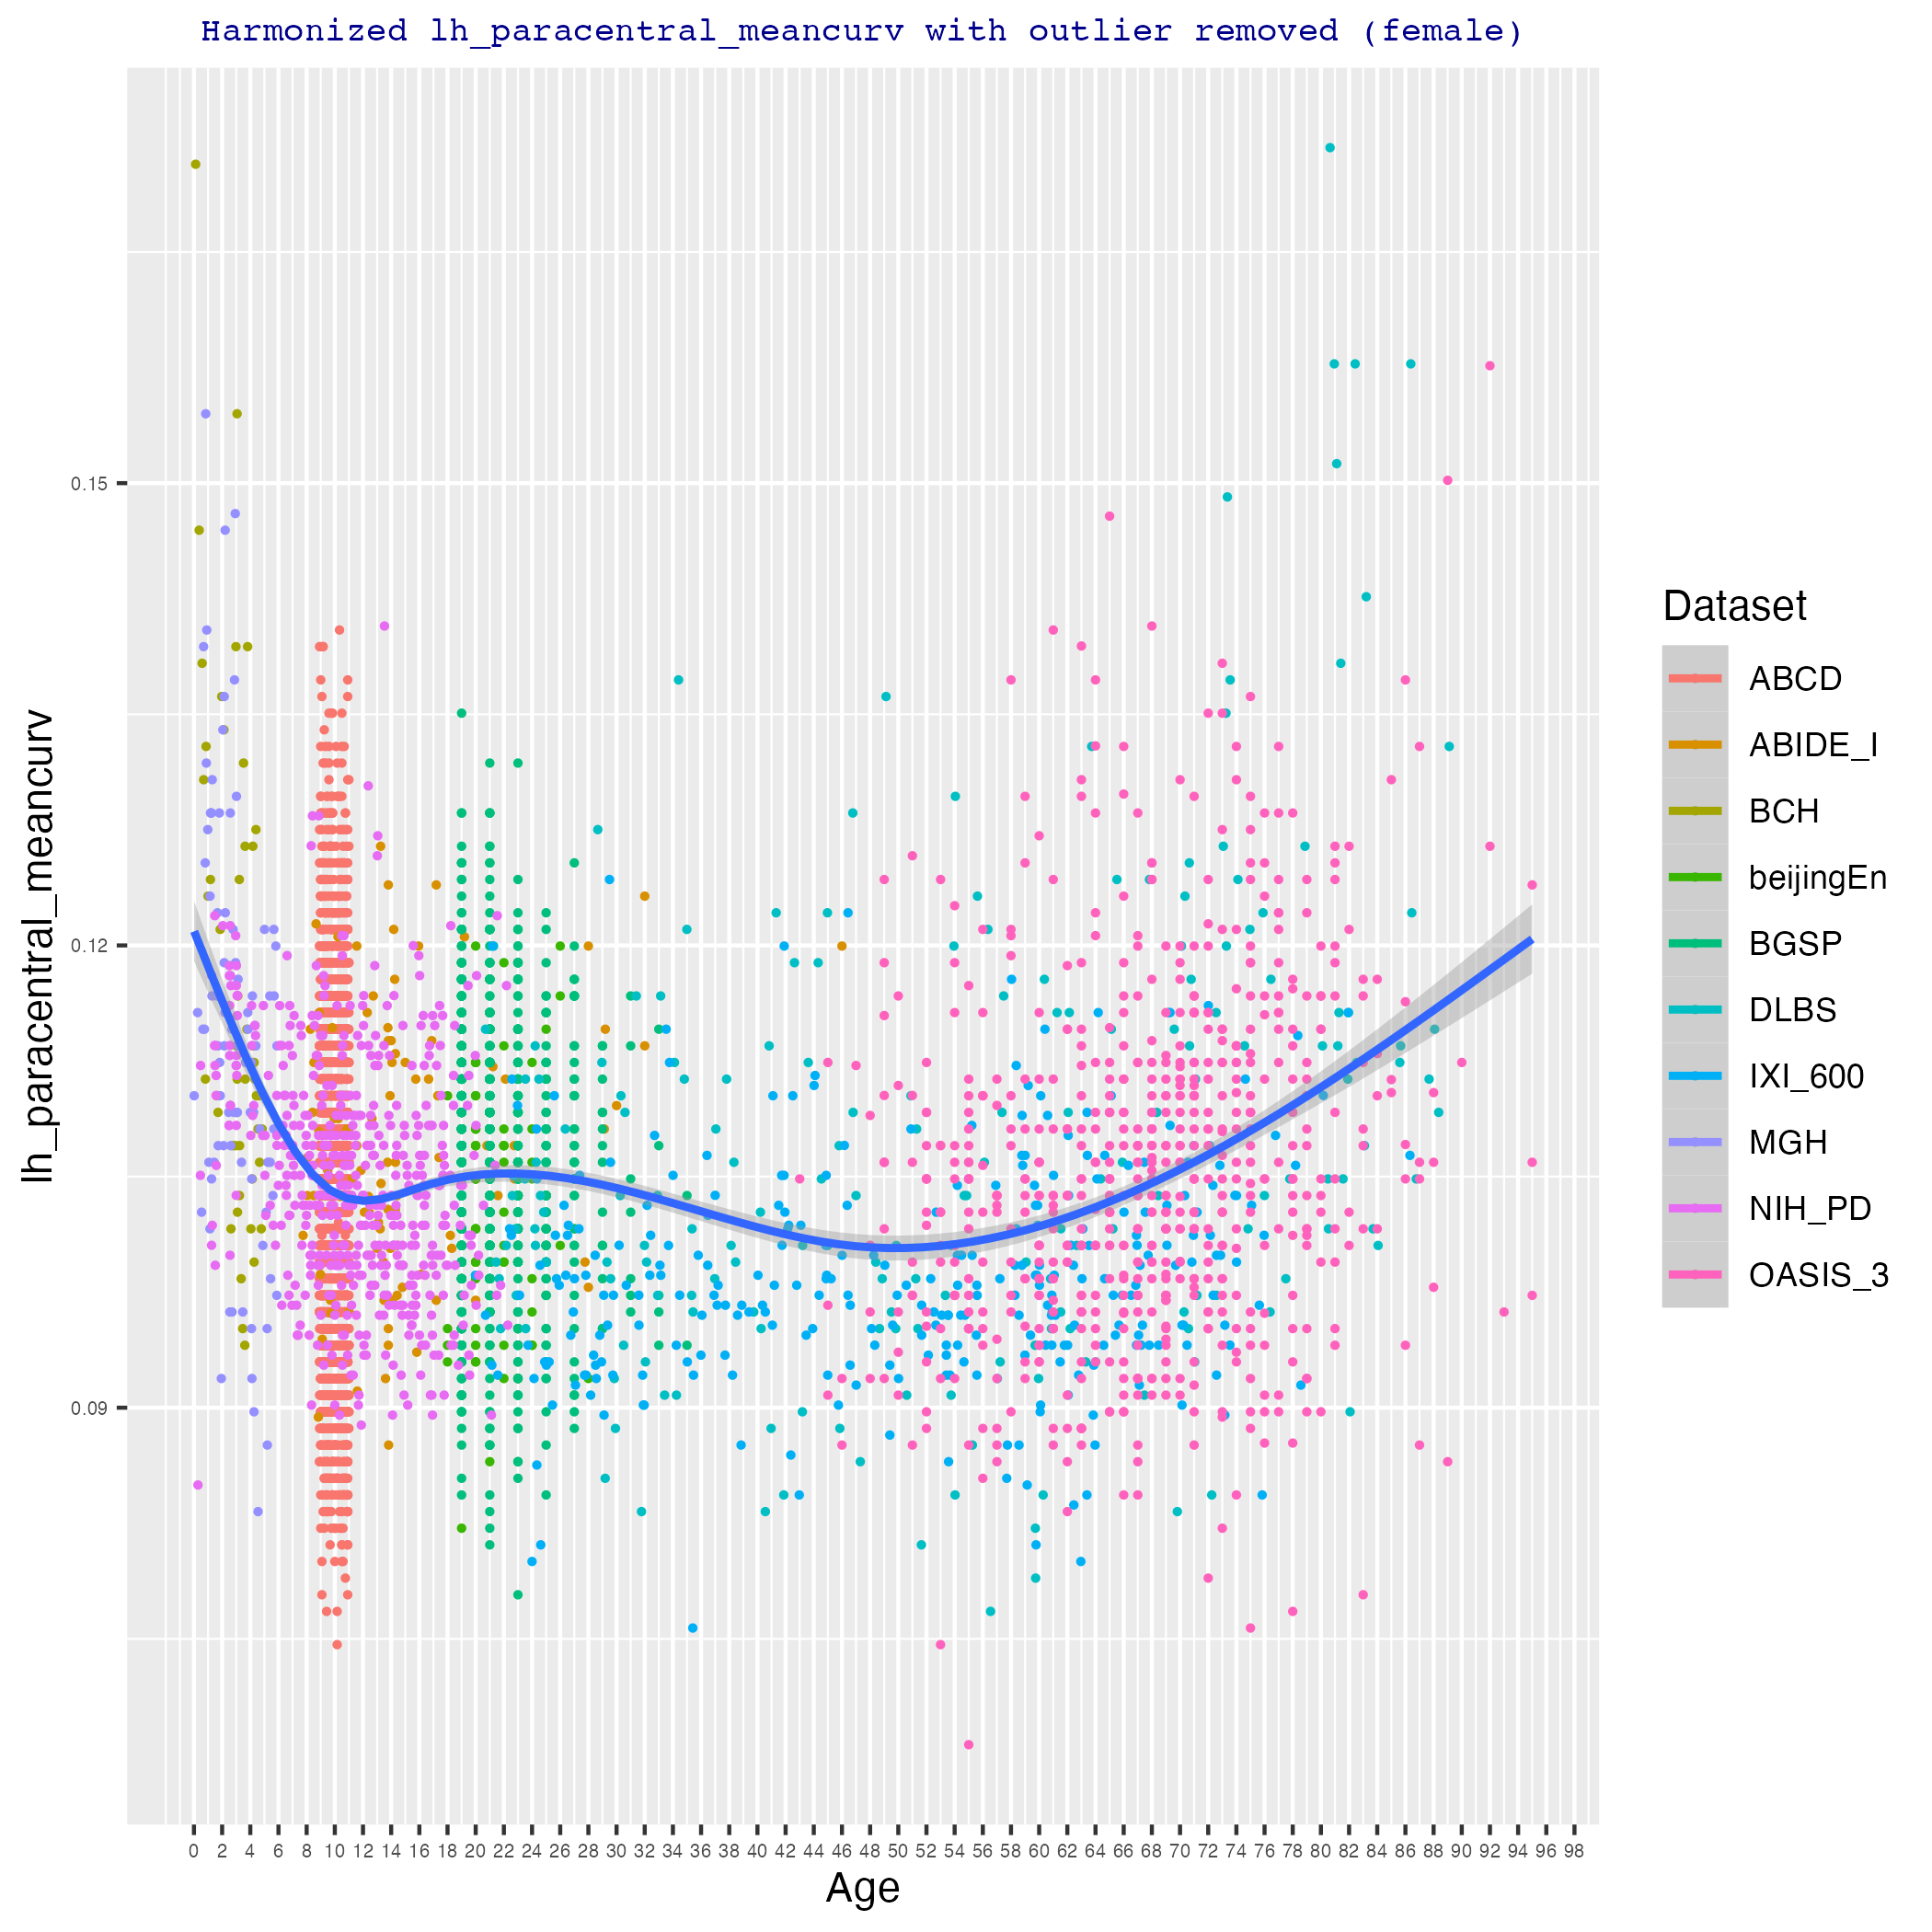 Harmonized lh_paracentral_meancurv with outlier removed (female)
lh_paracentral_meancurv
0.15
0.12
0.09
0 2 4 6 8 10 12 14 16 18 20 22 24 26 28 30 32 34 36 38 40 42 44 46 48 50 52 54 56 58 60 62 64 66 68 70 72 74 76 78 80 82 84 86 88 90 92 94 96 98
Age
Dataset
ABCD
ABIDE_I
BCH
beijingEn
BGSP
DLBS
IXI_600
MGH
NIH_PD
OASIS_3